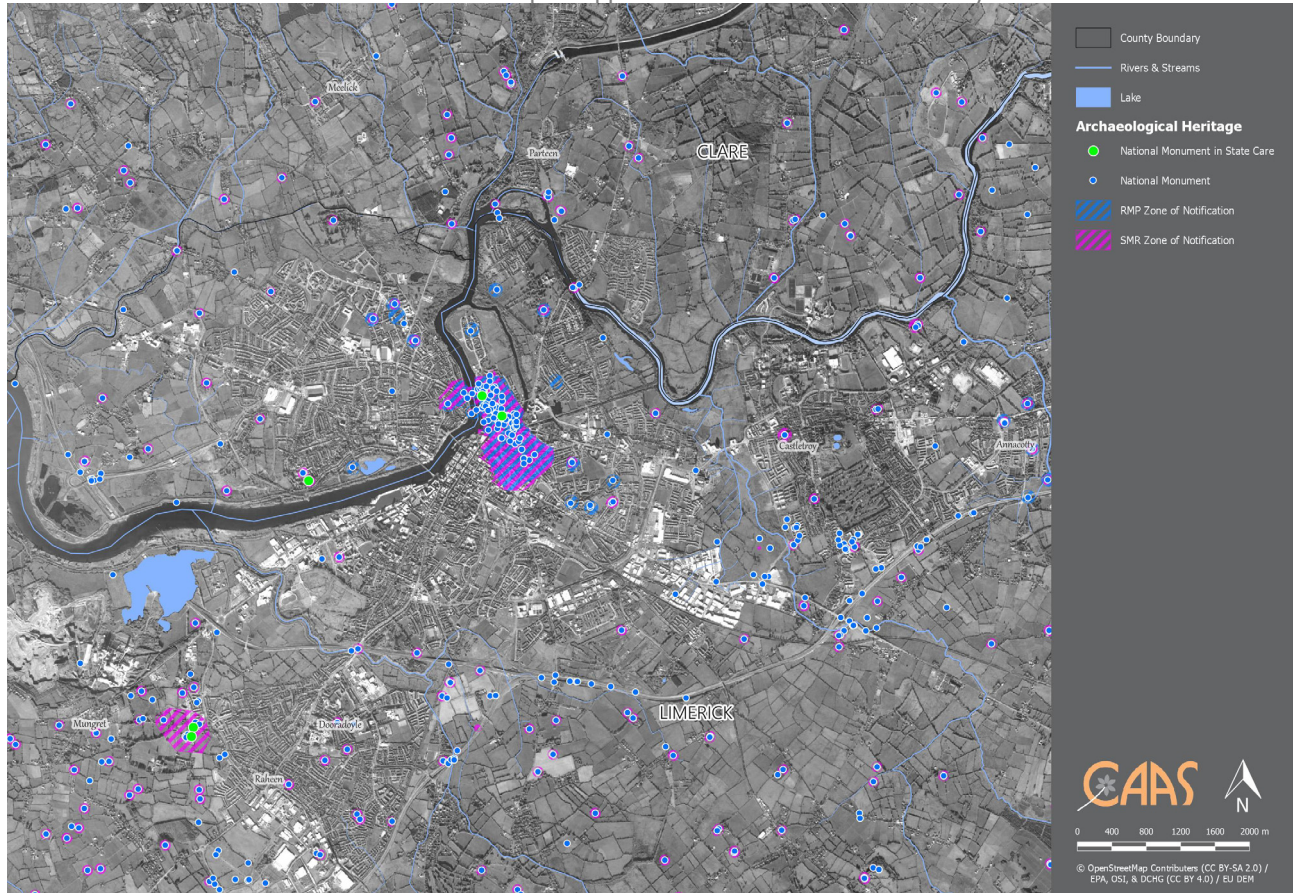 Meelick
Parteen
CLARE
Castletroy
Annacotty
LIMERICK
Mungret
Dooradoyle
Raheen
County Boundary
Rivers & Streams
Lake
Archaeological Heritage
National Monument in State Care
National Monument
RMP Zone of Notification
SMR Zone of Notification
CAAS
N
0 400 800 1200 1600 2000 m
© OpenStreetMap Contributors (CC BY-SA 2.0) /
EPA, OSI, & DCHG (CC BY 4.0) / EU DEM